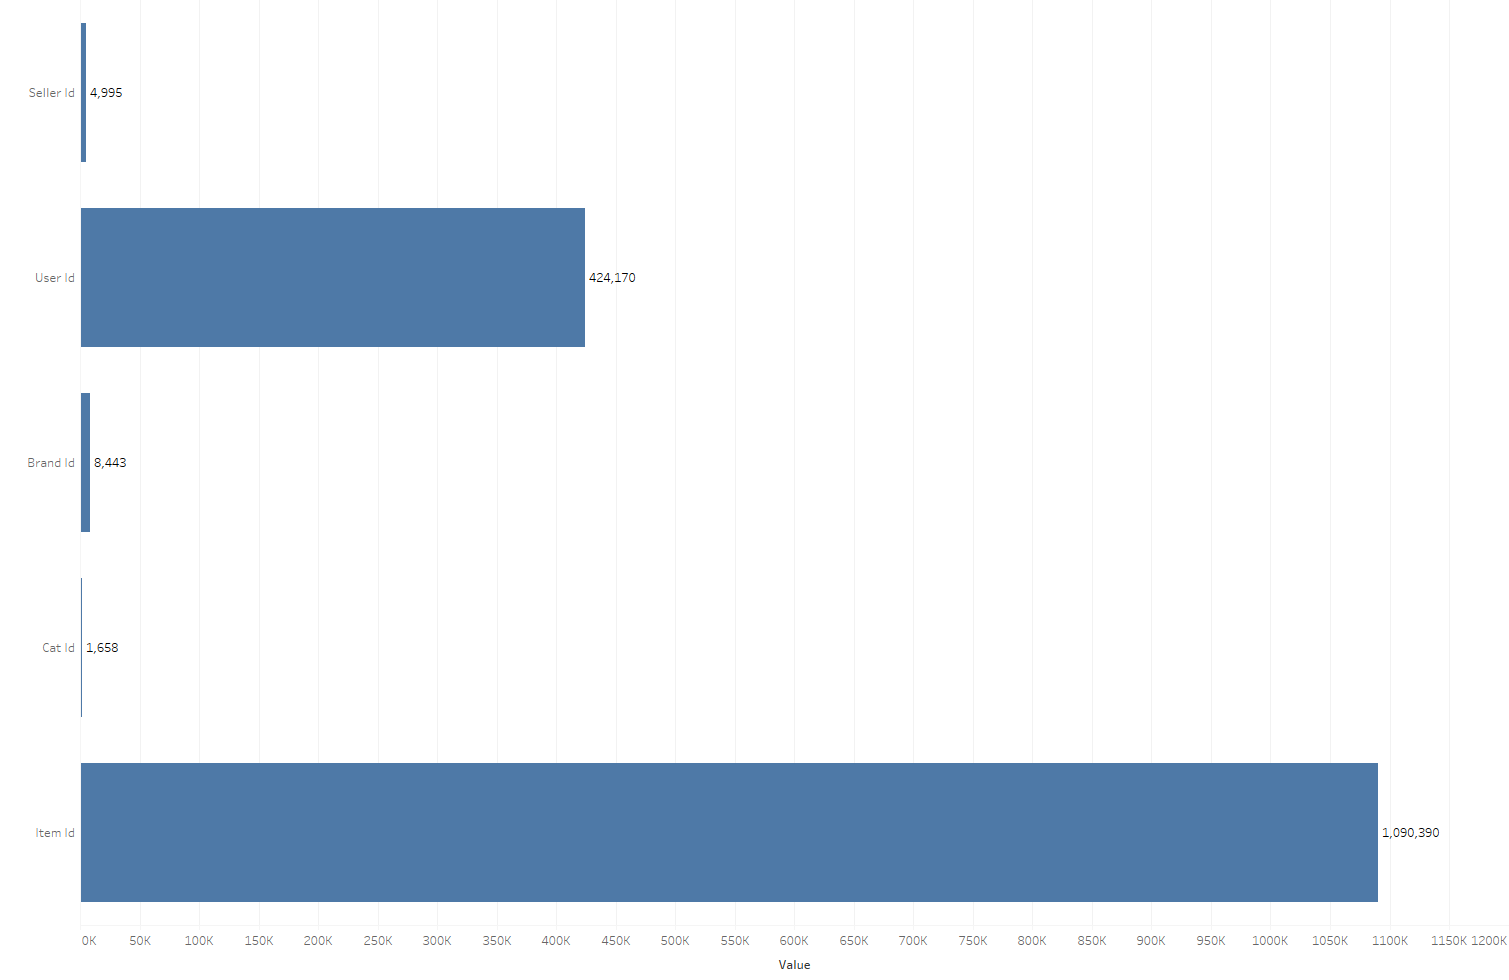 Seller Id 4,995
User Id 424,170
Brand Id 8,443
Cat Id 1,658
Item Id 1,090,390
0K 50K 100K 150K 200K 250K 300K 350K 400K 450K 500K 550K 600K 650K 700K 750K 800K 850K 900K 950K 1000K 1050K 1100K 1150K 1200K
Value